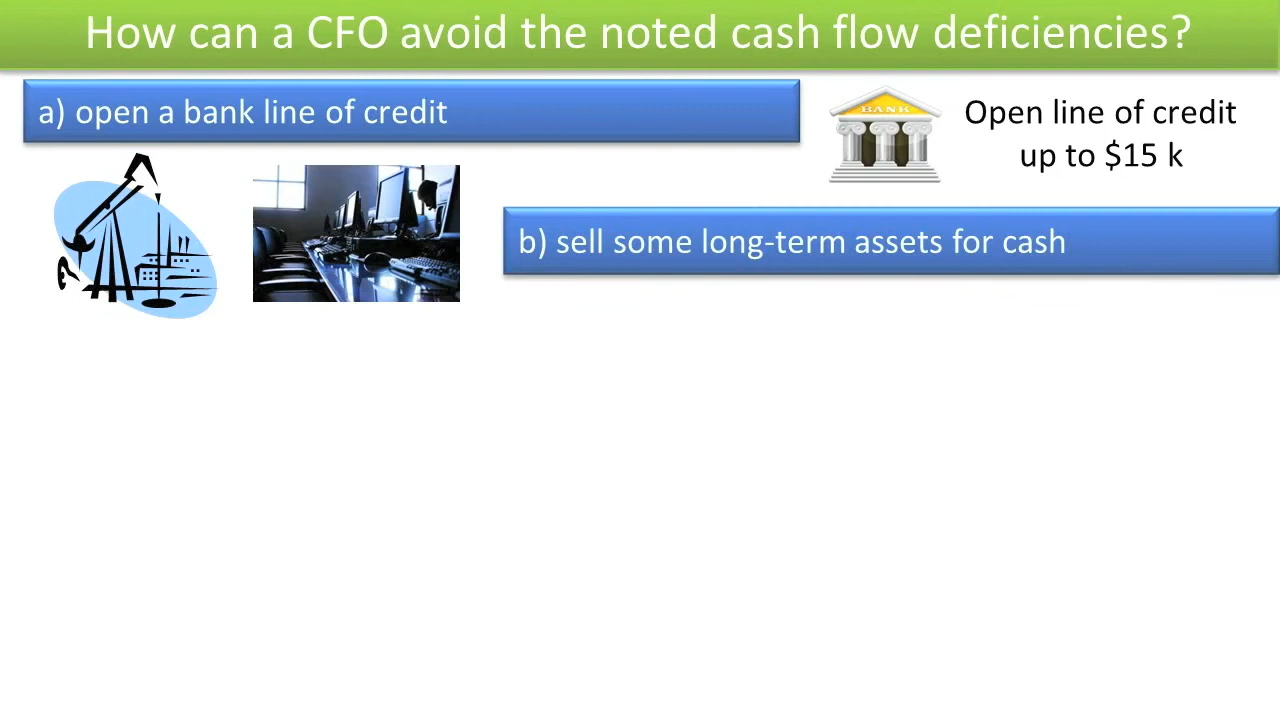 How can a CFO avoid the noted cash flow deficiencies?
a) open a bank line of credit
BANK
Open line of credit
up to $15 k
b) sell some long-term assets for cash